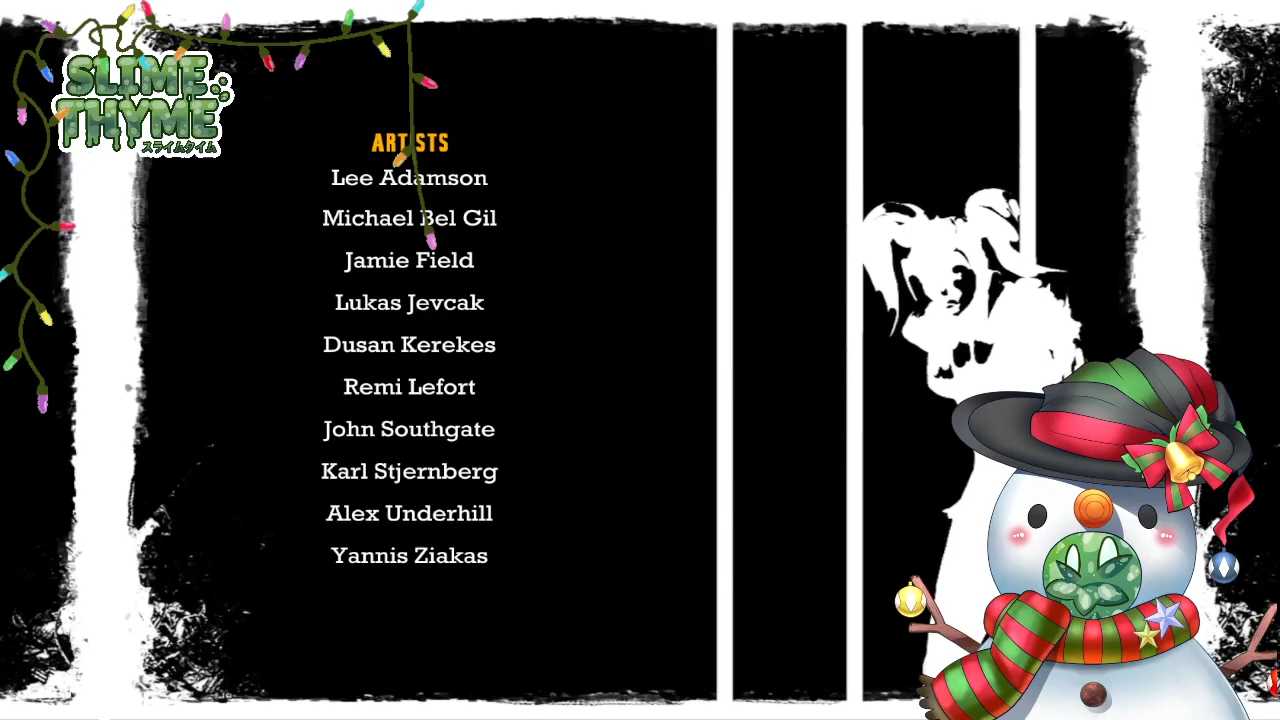 SLIME
THYME
スライムタイム
ARTISTS
Lee Adamson
Michael Bel Gil
Jamie Field
Lukas Jevcak
Dusan Kerekes
Remi Lefort
John Southgate
Karl Stjernberg
Alex Underhill
Yannis Ziakas